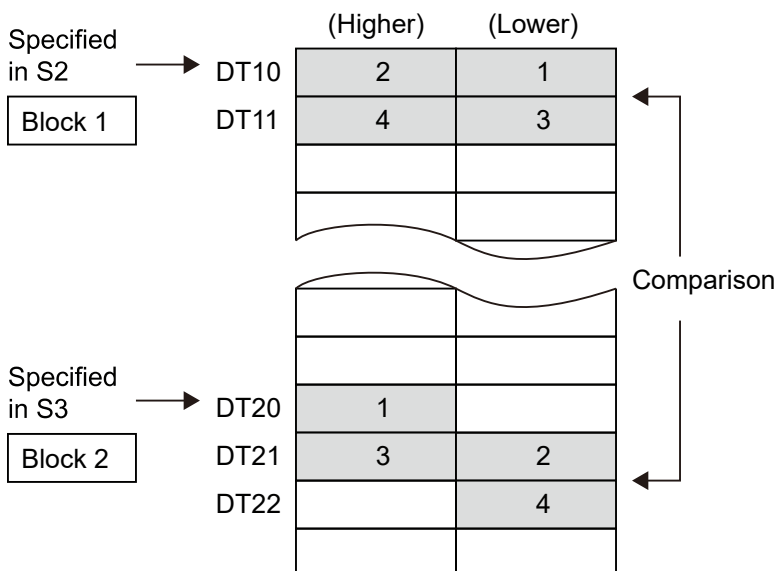 (Higher) (Lower)
Specified
in S2
DT10 2 1
Block 1
DT11 4 3
Comparison
Specified
in S3
DT20 1
Block 2
DT21 3 2
DT22 4